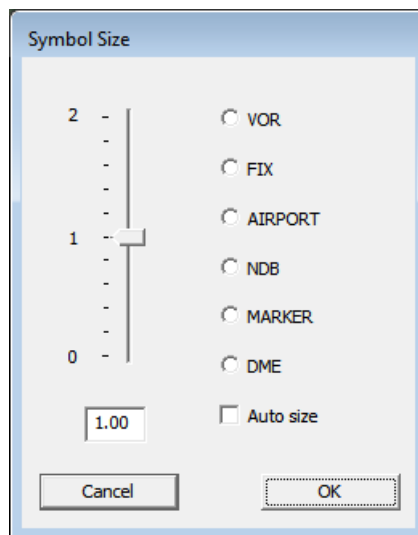 Symbol Size
2
VOR
FIX
AIRPORT
1
NDB
MARKER
0
DME
1.00
Auto size
Cancel
OK